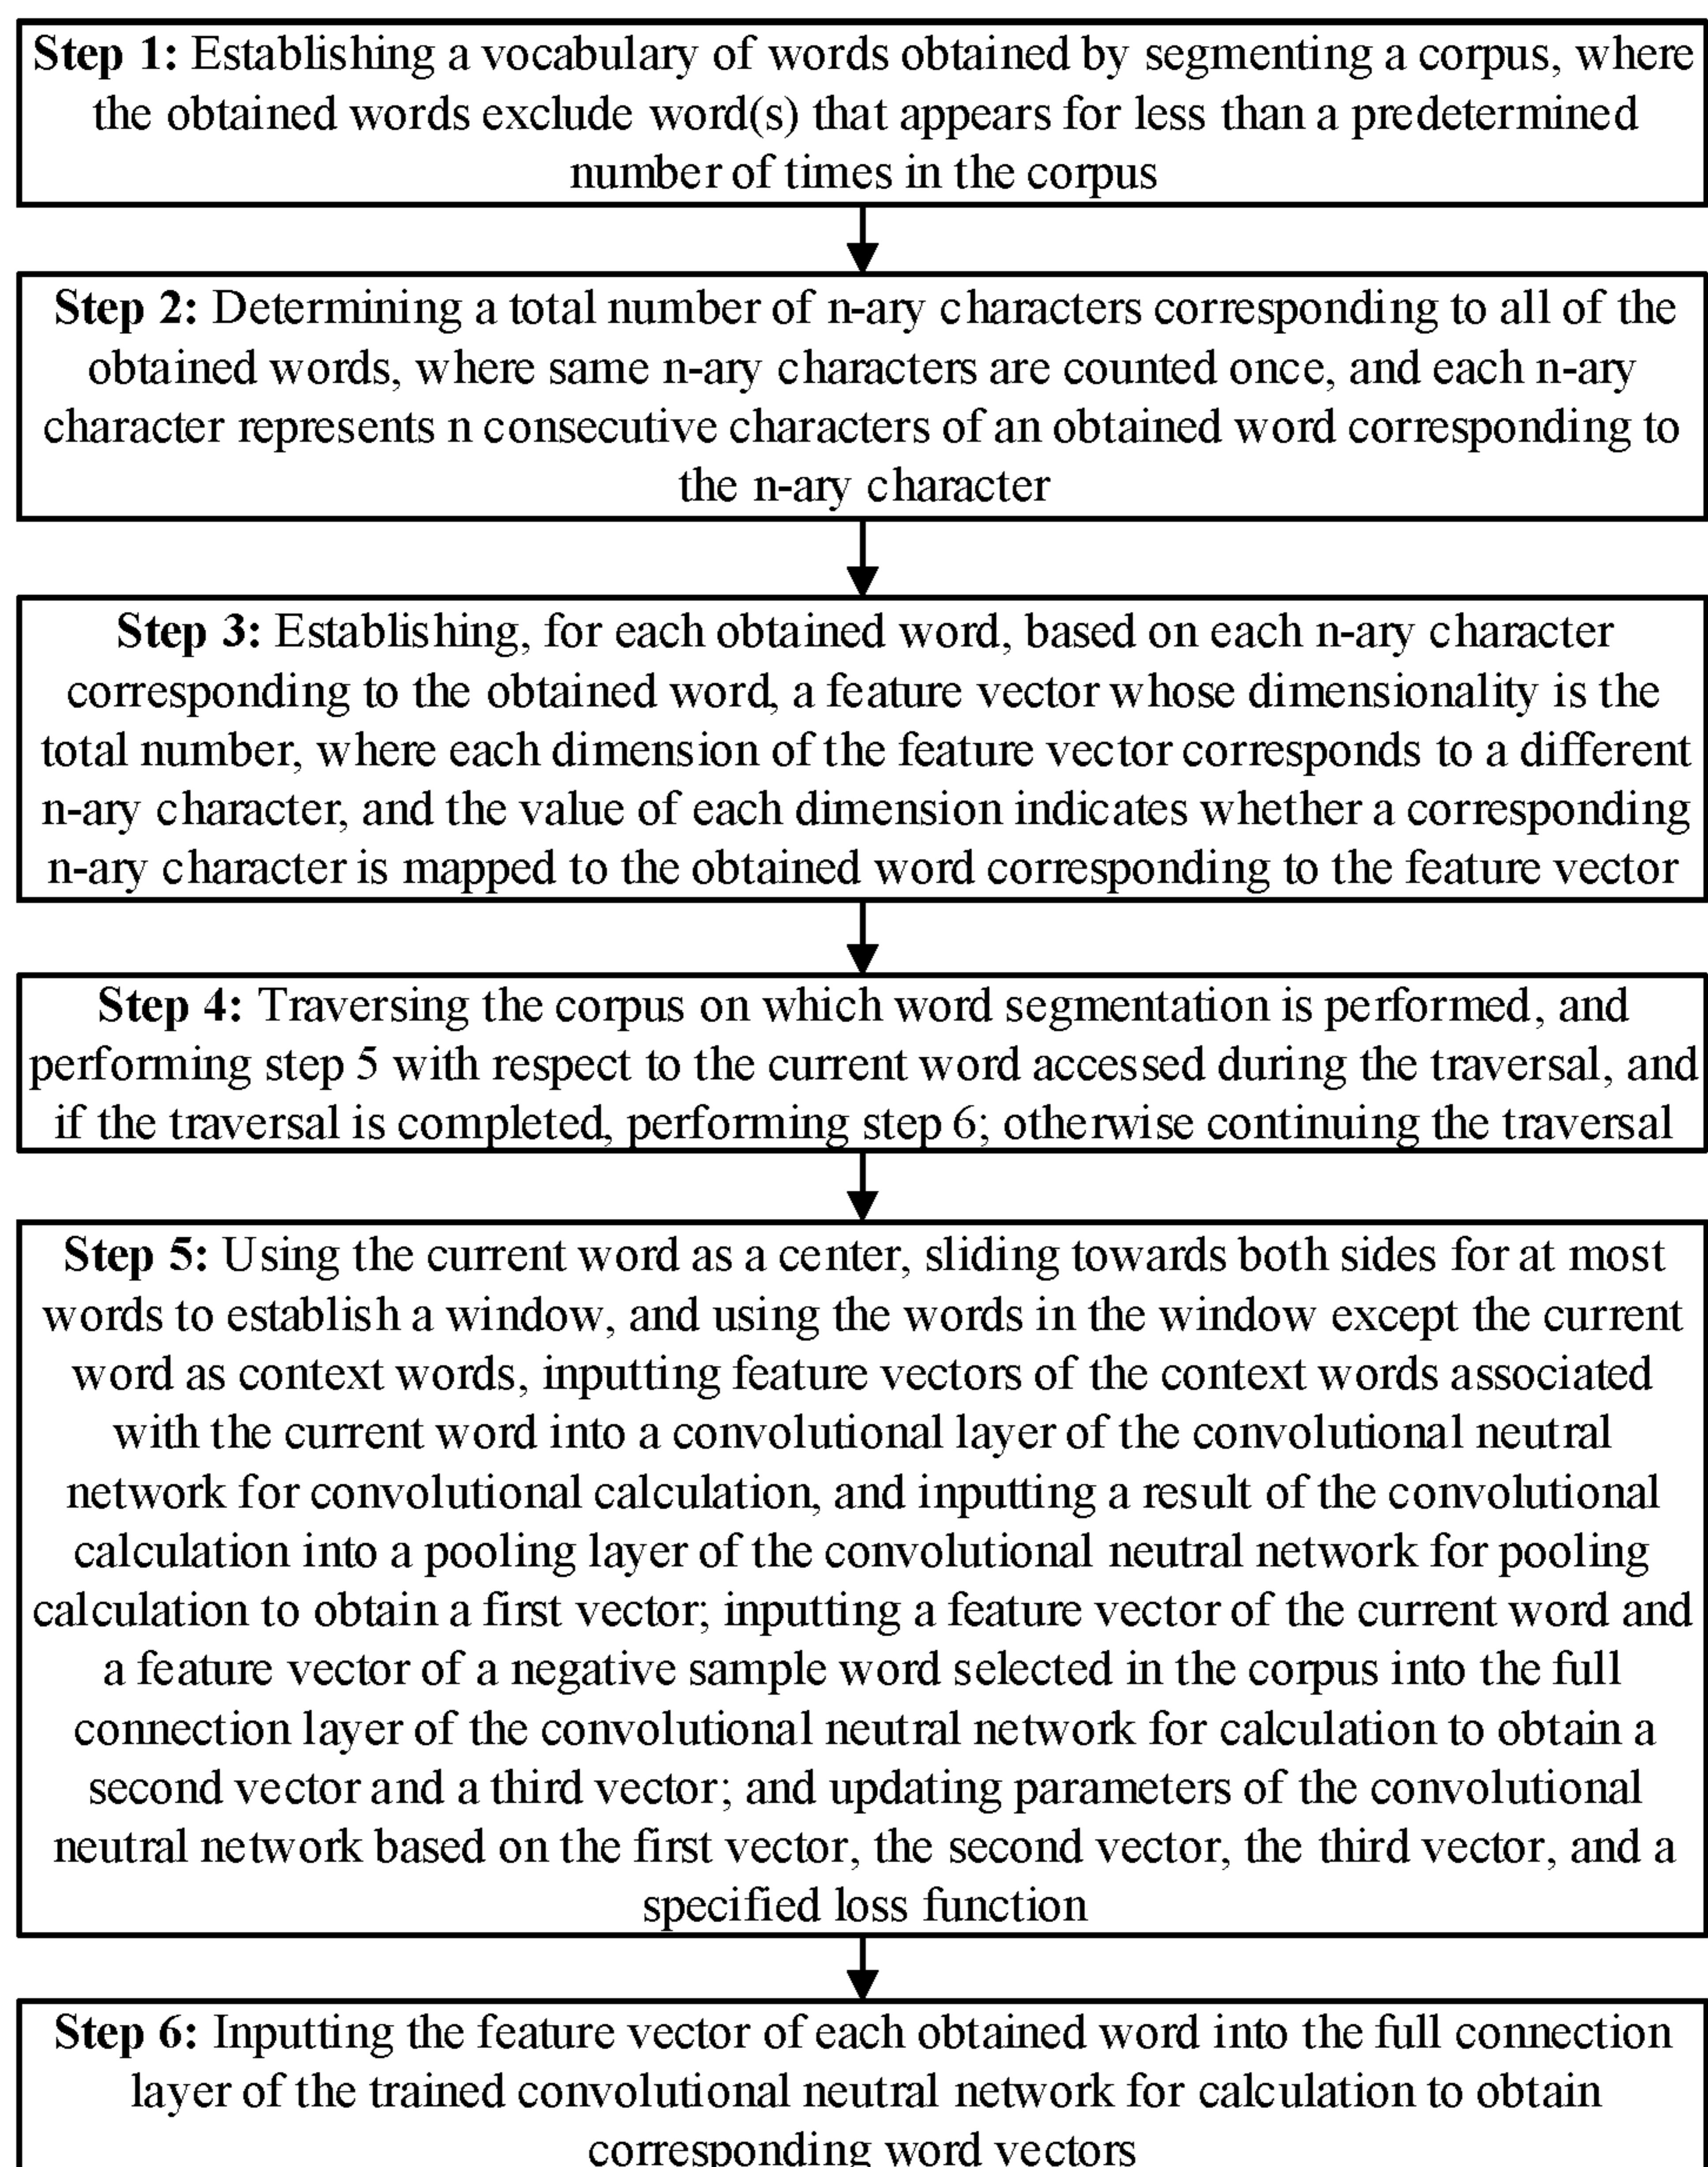 Step 1: Establishing a vocabulary of words obtained by segmenting a corpus, where
the obtained words exclude word(s) that appears for less than a predetermined
number of times in the corpus
Step 2: Determining a total number of n-ary characters corresponding to all of the
obtained words, where same n-ary characters are counted once, and each n-ary
character represents n consecutive characters of an obtained word corresponding to
the n-ary character
Step 3: Establishing, for each obtained word, based on each n-ary character
corresponding to the obtained word, a feature vector whose dimensionality is the
total number, where each dimension of the feature vector corresponds to a different
n-ary character, and the value of each dimension indicates whether a corresponding
n-ary character is mapped to the obtained word corresponding to the feature vector
Step 4: Traversing the corpus on which word segmentation is performed, and
performing step 5 with respect to the current word accessed during the traversal, and
if the traversal is completed, performing step 6; otherwise continuing the traversal
Step 5: Using the current word as a center, sliding towards both sides for at most
words to establish a window, and using the words in the window except the current
word as context words, inputting feature vectors of the context words associated
with the current word into a convolutional layer of the convolutional neutral
network for convolutional calculation, and inputting a result of the convolutional
calculation into a pooling layer of the convolutional neutral network for pooling
calculation to obtain a first vector; inputting a feature vector of the current word and
a feature vector of a negative sample word selected in the corpus into the full
connection layer of the convolutional neutral network for calculation to obtain a
second vector and a third vector; and updating parameters of the convolutional
neutral network based on the first vector, the second vector, the third vector, and a
specified loss function
Step 6: Inputting the feature vector of each obtained word into the full connection
layer of the trained convolutional neutral network for calculation to obtain
corresponding word vectors